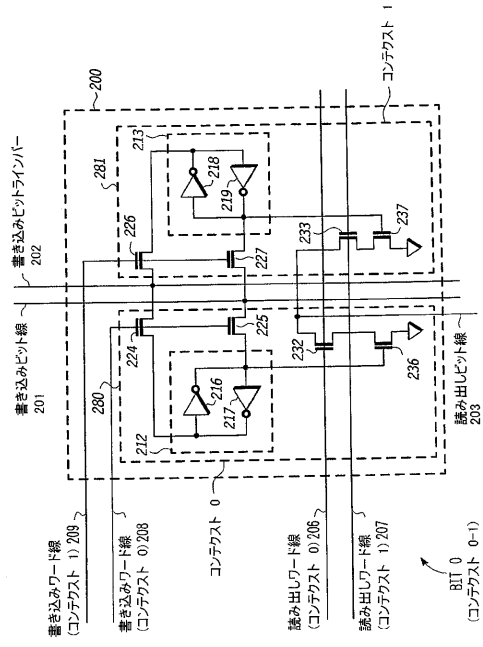 書き込みビット線
201
書き込みビットラインバー
202
200
280
281
213
226
218
219
224
227
225
212
216
217
233
237
232
236
コンテクスト 1
コンテクスト 0
書き込みワード線
(コンテクスト 1) 209
書き込みワード線
(コンテクスト 0) 208
読み出しワード線
(コンテクスト 0) 206
読み出しワード線
(コンテクスト 1) 207
読み出しビット線
203
BIT 0
(コンテクスト 0-1)